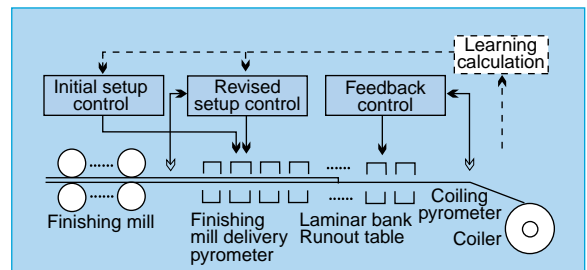 Learning
calculation
Initial setup
control
Revised
setup control
Feedback
control
Finishing mill
Finishing
mill delivery
pyrometer
Laminar bank
Runout table
Coiling
pyrometer
Coiler